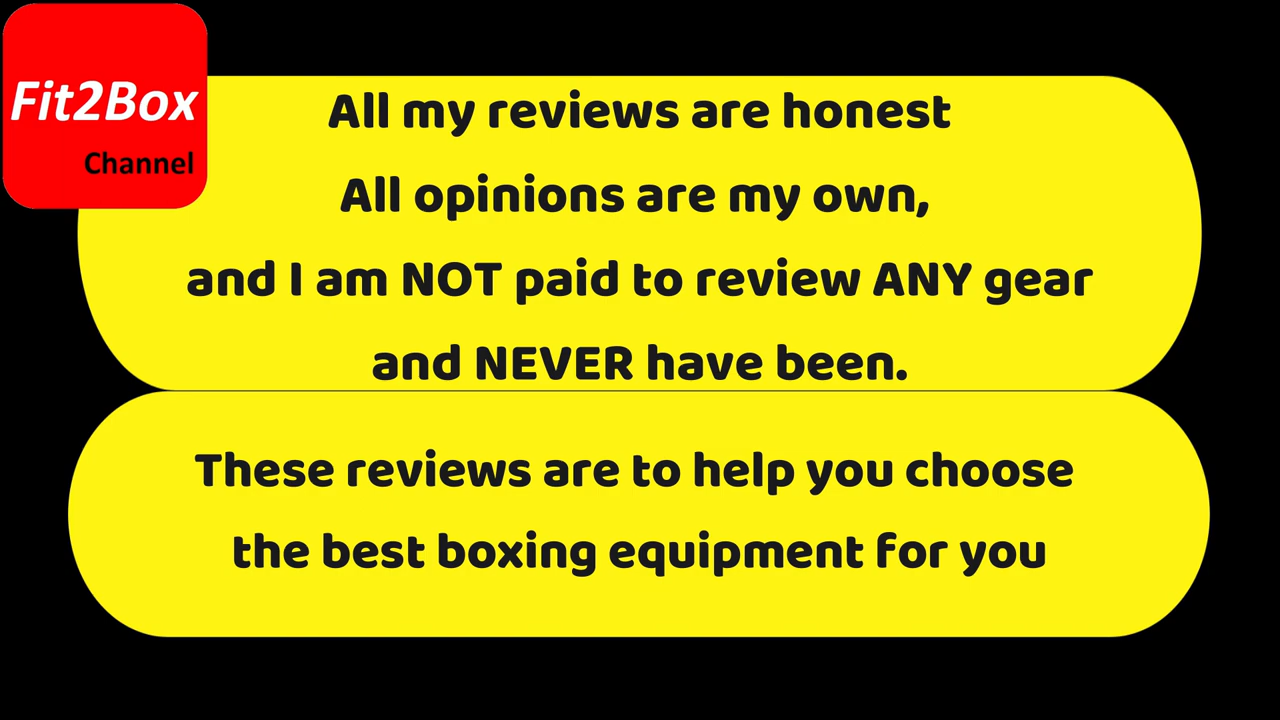 Fit2Box
Channel
All my reviews are honest
All opinions are my own,
and I am NOT paid to review ANY gear
and NEVER have been.
These reviews are to help you choose
the best boxing equipment for you